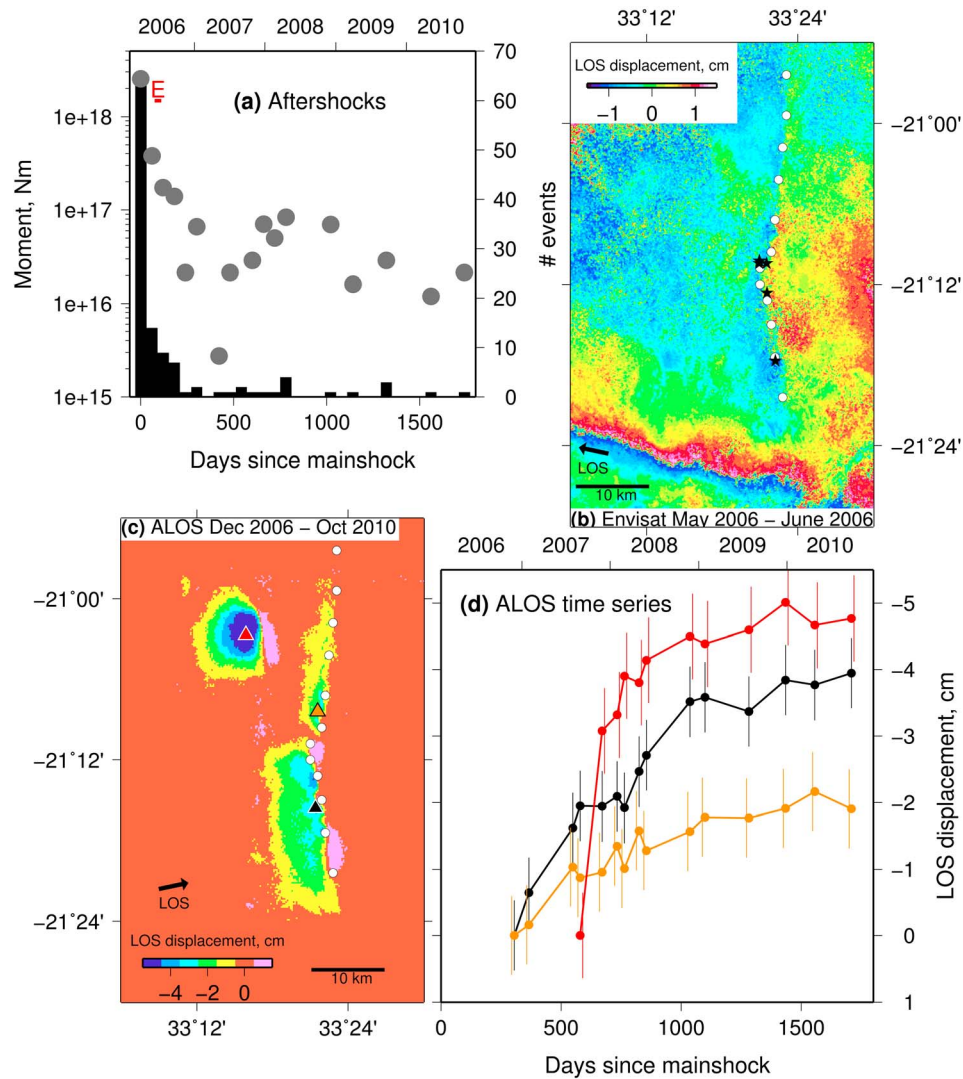 2006 2007 2008 2009 2010
1e+18
1e+17
1e+16
1e+15
Moment, Nm
E
(a) Aftershocks
70
60
50
40
30
20
10
0
# events
0 500 1000 1500
Days since mainshock
33˚12' 33˚24'
LOS displacement, cm
−1 0 1
−21˚00'
−21˚12'
−21˚24'
LOS
10 km
(b) Envisat May 2006 − June 2006
(c) ALOS Dec 2006 − Oct 2010
−21˚00'
−21˚12'
−21˚24'
LOS
LOS displacement, cm
−4 −2 0
10 km
33˚12' 33˚24'
2006 2007 2008 2009 2010
(d) ALOS time series
−5
−4
−3
−2
−1
0
1
LOS displacement, cm
0 500 1000 1500
Days since mainshock